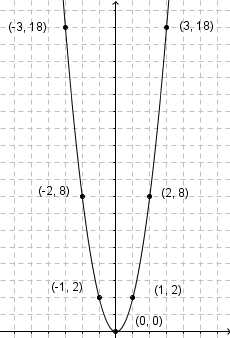 (-3, 18) (3, 18)
(-2, 8) (2, 8)
(-1, 2) (1, 2)
(0, 0)